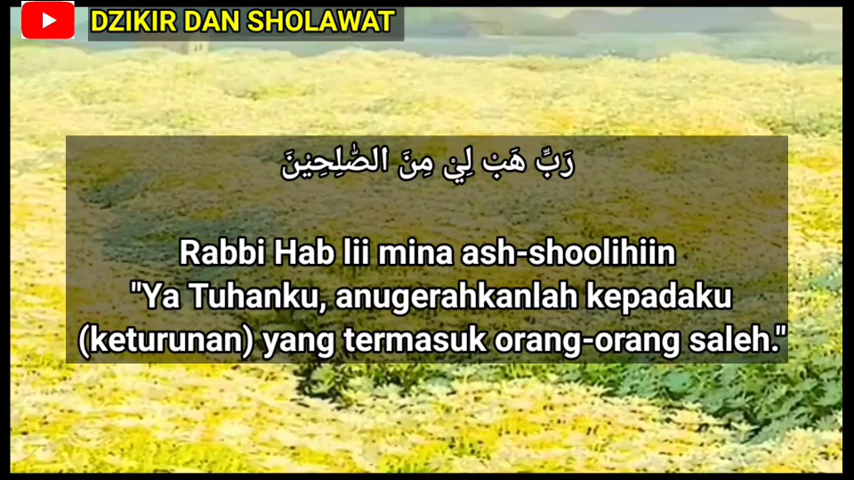 DZIKIR DAN SHOLAWAT
رَبِّ هَبْ لِيْ مِنَ الصّٰلِحِيْنَ
Rabbi Hab lii mina ash-shoolihiin
"Ya Tuhanku, anugerahkanlah kepadaku
(keturunan) yang termasuk orang-orang saleh."